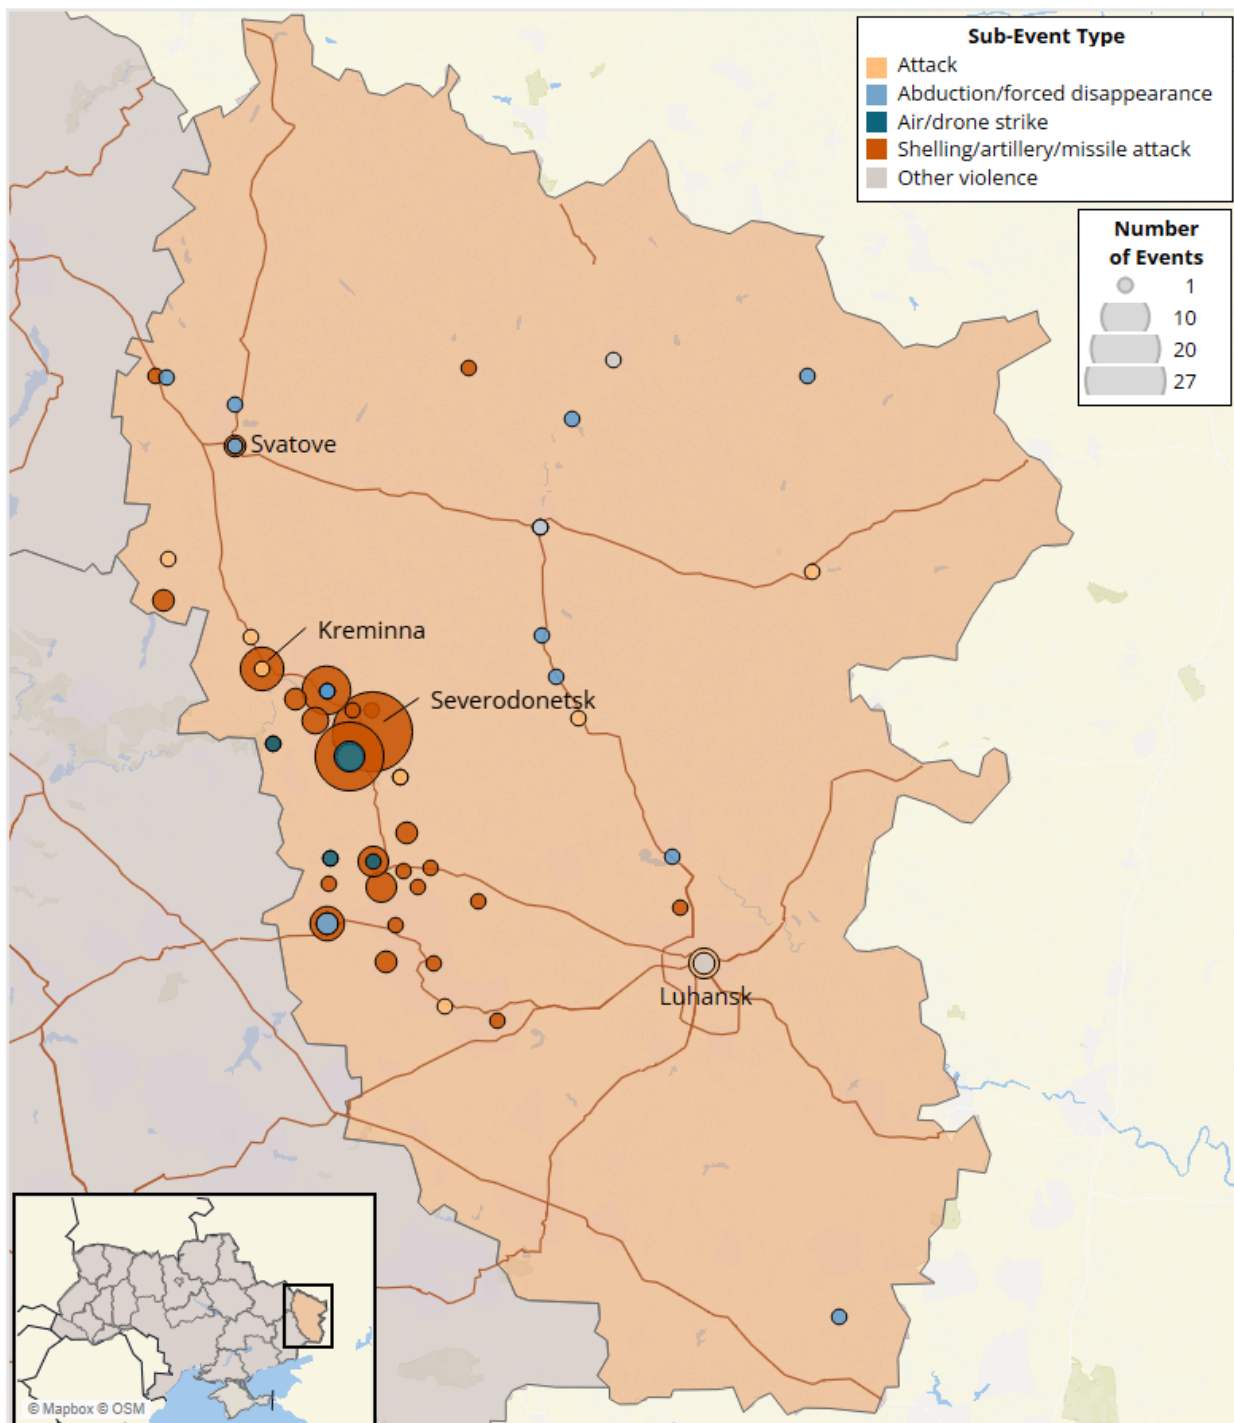 Sub-Event Type
Attack
Abduction/forced disappearance
Air/drone strike
Shelling/artillery/missile attack
Other violence
Number
of Events
1
10
20
27
Svatove
Kreminna
Severodonetsk
Luhansk
© Mapbox © OSM